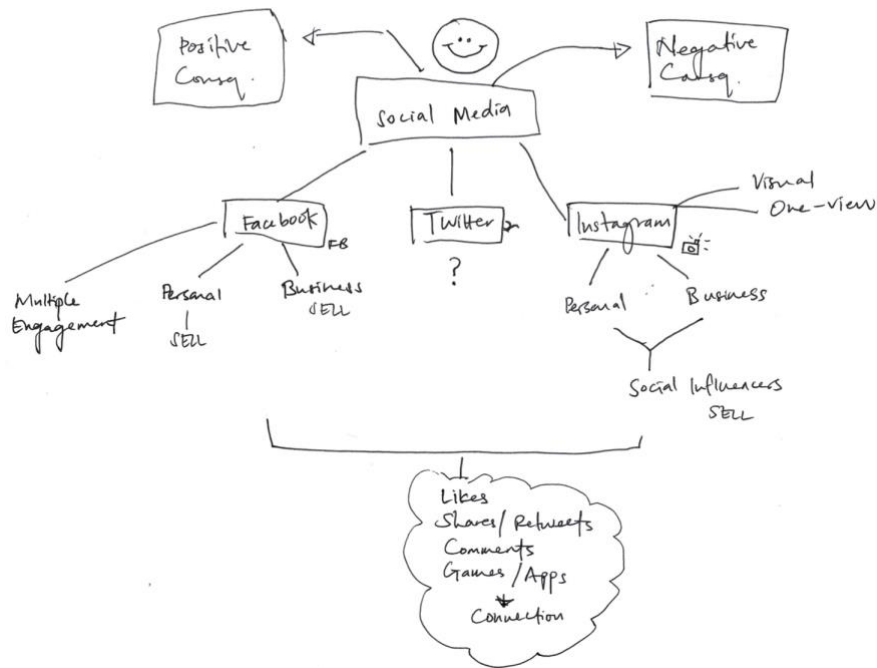 Positive
Consq.
Negative
Consq.
Social Media
Facebook
FB
Twitter
?
Instagram
Visual
One-view
Multiple
Engagement
Personal
SELL
Business
SELL
Personal
Business
Social Influencers
SELL
Likes
Shares/Retweets
Comments
Games/Apps
Connection